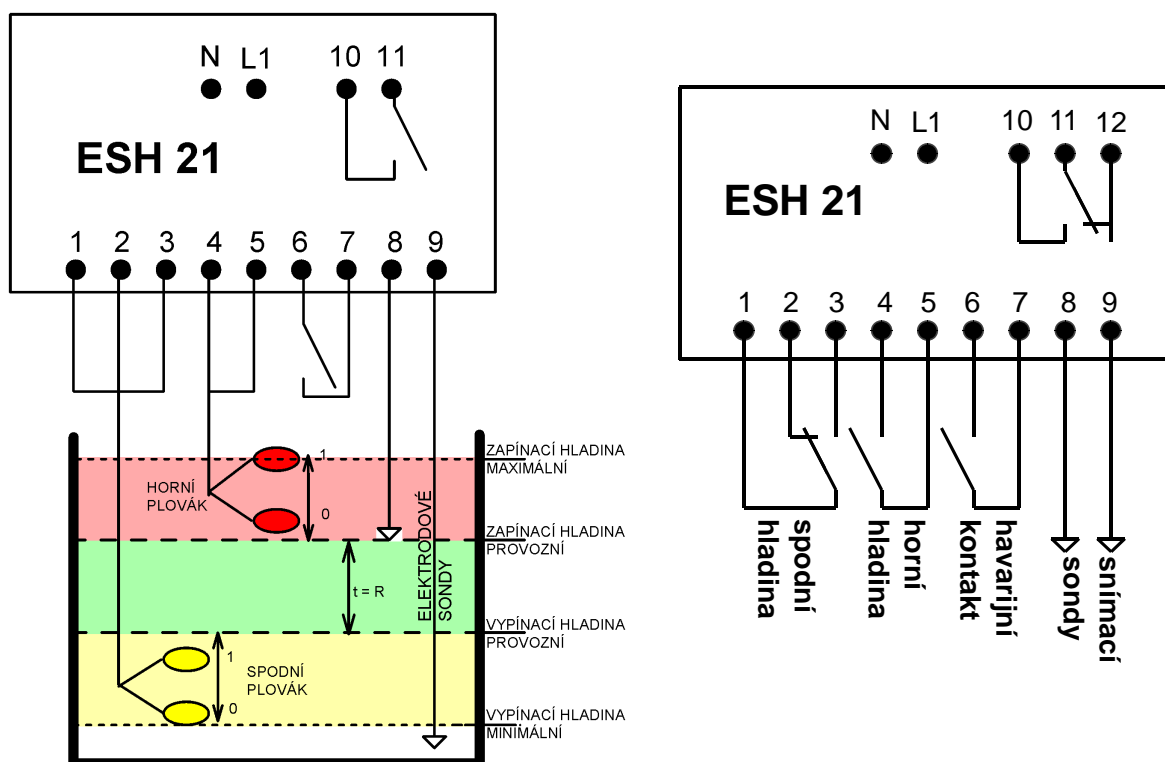 N L1 10 11
ESH 21
1 2 3 4 5 6 7 8 9
ZAPÍNACÍ HLADINA
MAXIMÁLNÍ
HORNÍ
PLOVÁK
1
0
ZAPÍNACÍ HLADINA
PROVOZNÍ
ELEKTRODOVÉ
SONDY
t = R
VYPÍNACÍ HLADINA
PROVOZNÍ
1
SPODNÍ
PLOVÁK
0
VYPÍNACÍ HLADINA
MINIMÁLNÍ
N L1 10 11 12
ESH 21
1 2 3 4 5 6 7 8 9
spodní
hladina
horní
hladina
havarijní
kontakt
snímací
sondy